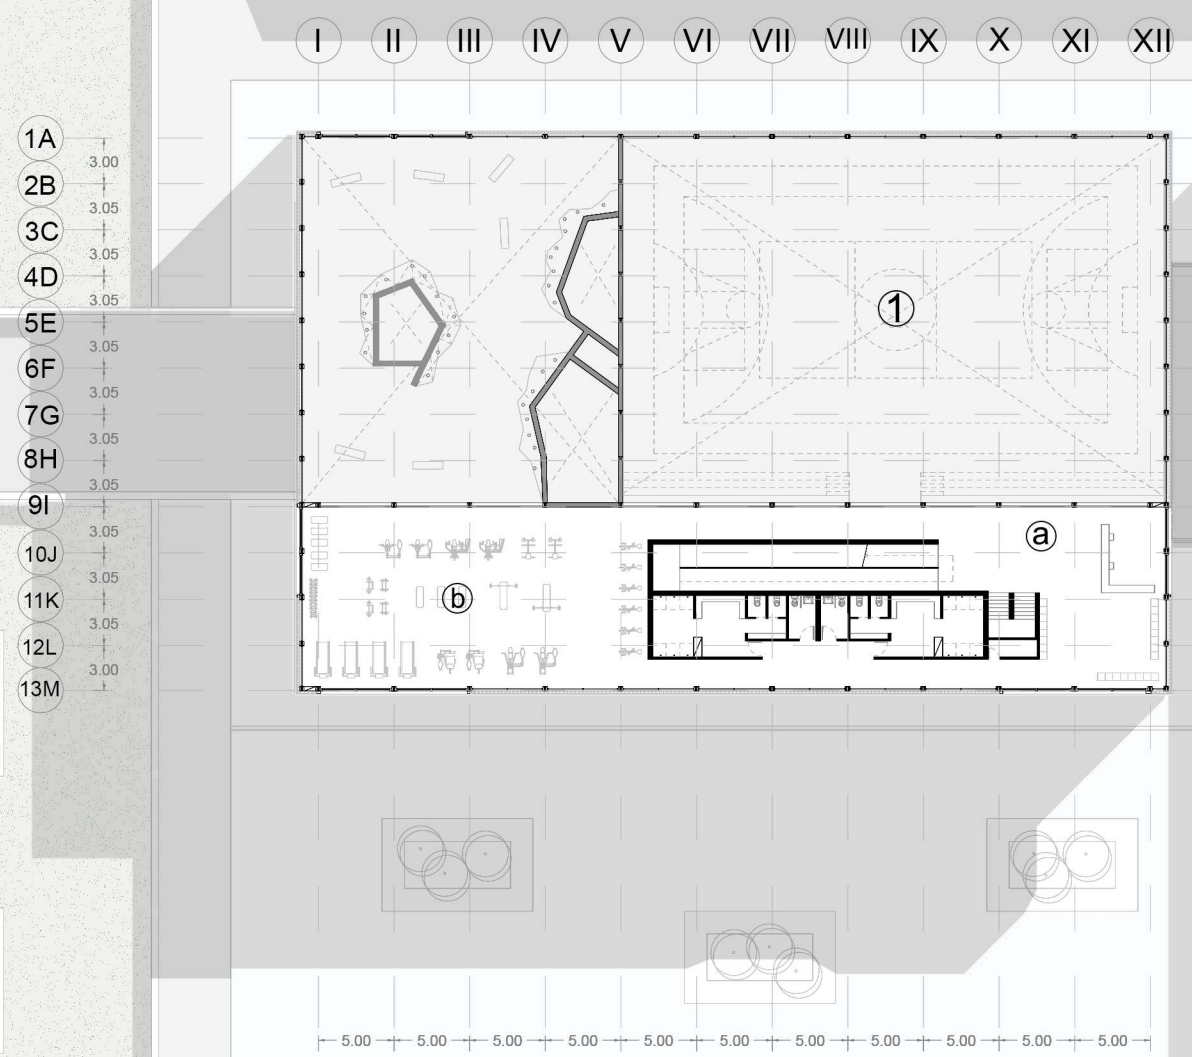 I II III IV V VI VII VIII IX X XI XII
1A
3.00
2B
3.05
3C
3.05
4D
3.05
5E
3.05
6F
3.05
7G
3.05
8H
3.05
9I
3.05
10J
3.05
11K
3.05
12L
3.00
13M
1
a
b
5.00 5.00 5.00 5.00 5.00 5.00 5.00 5.00 5.00 5.00 5.00